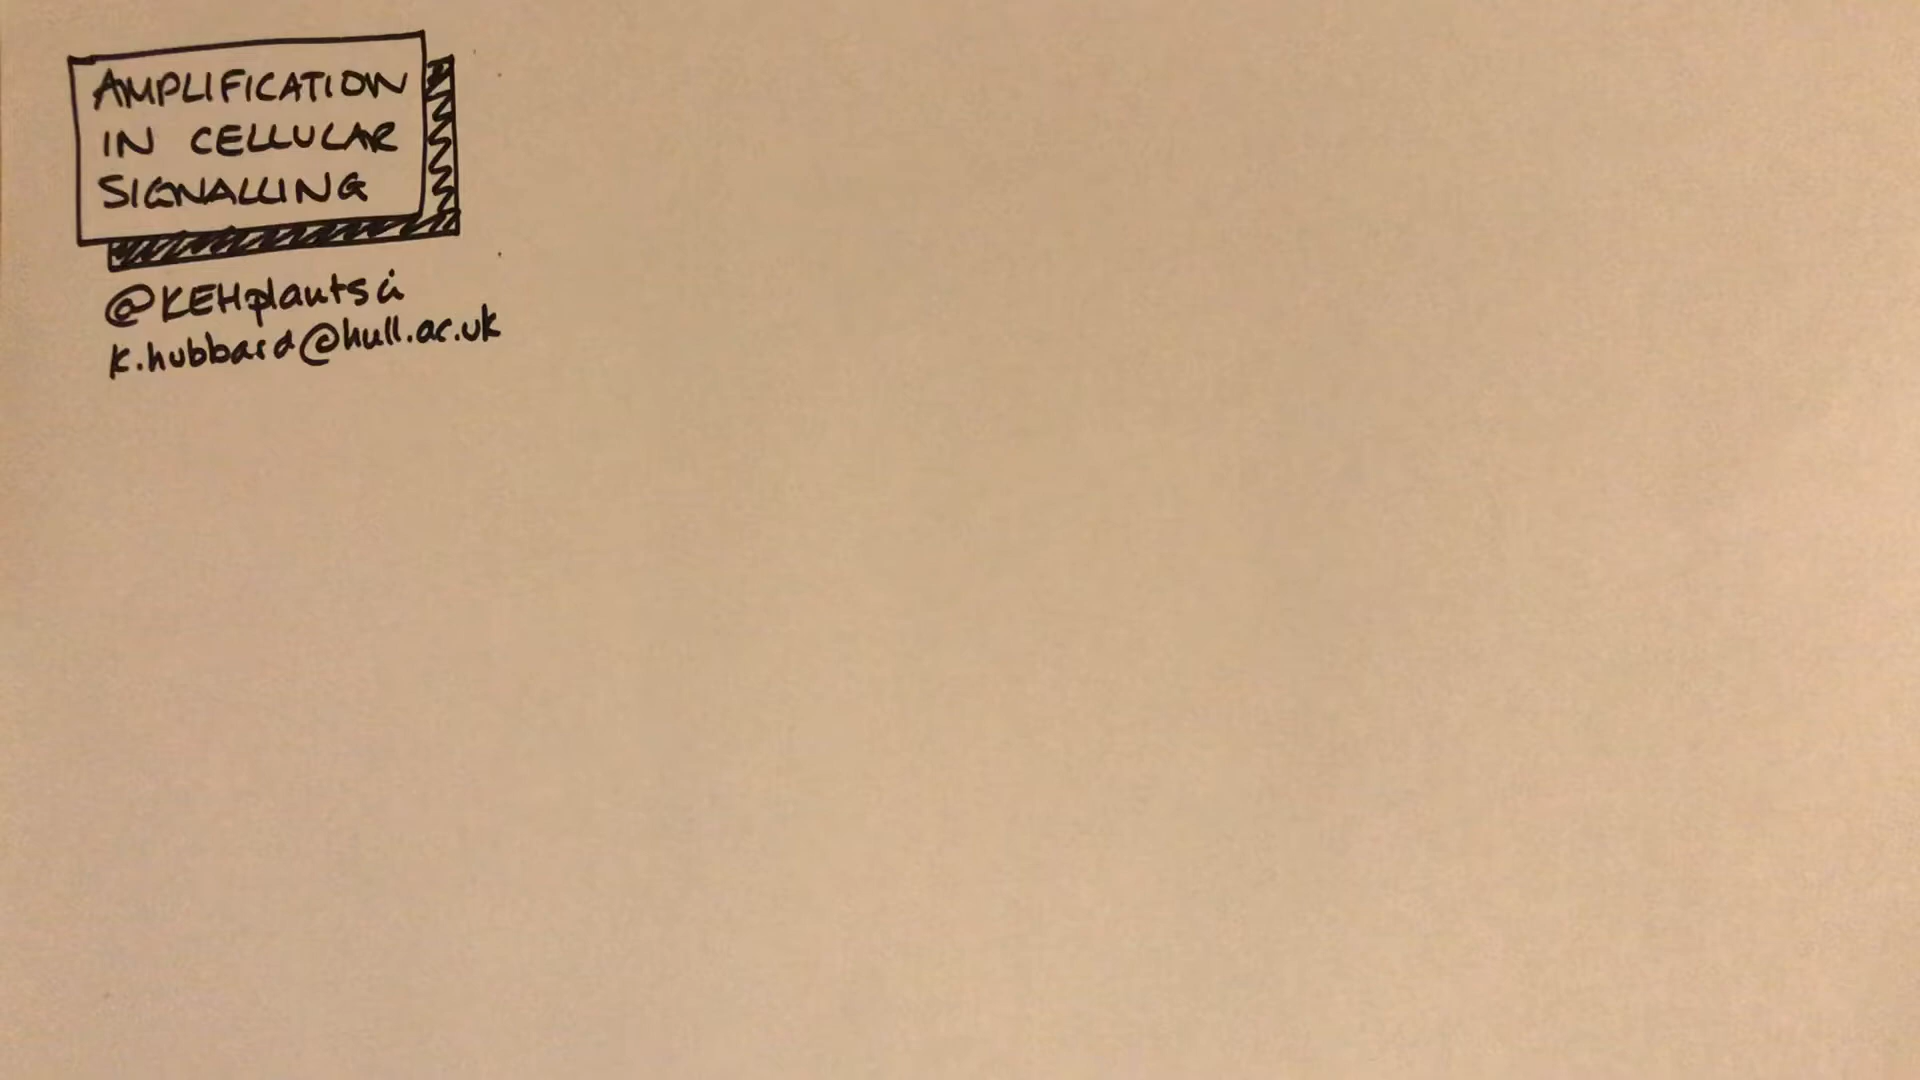 AMPLIFICATION
IN CELLULAR
SIGNALLING
@KEHplantsci
k.hubbard@hull.ac.uk